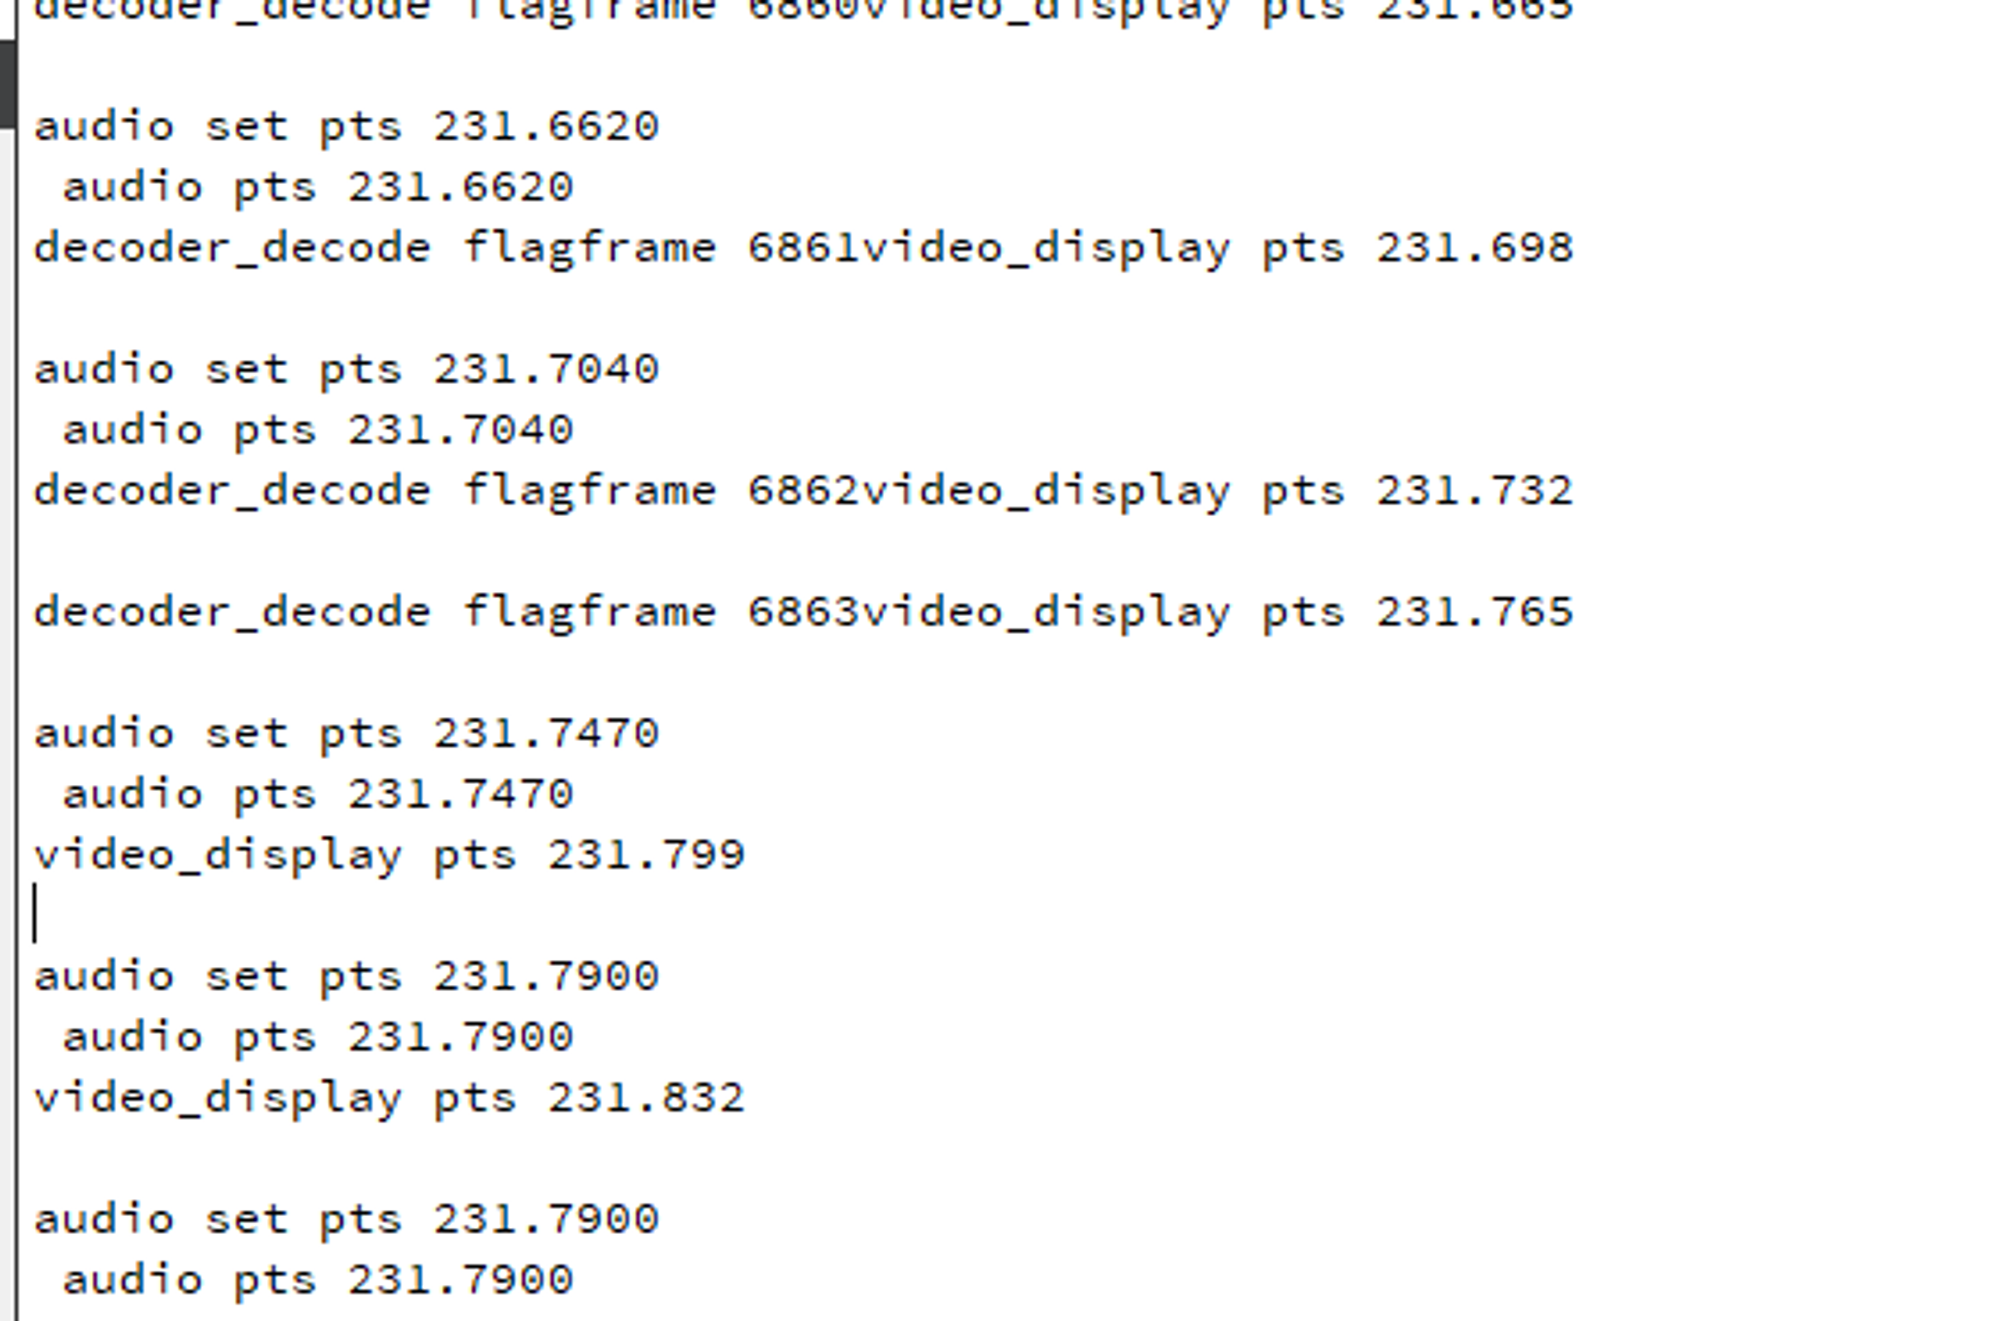 decoder_decode flagframe 6860video_display pts 231.665
audio set pts 231.6620
audio pts 231.6620
decoder_decode flagframe 6861video_display pts 231.698
audio set pts 231.7040
audio pts 231.7040
decoder_decode flagframe 6862video_display pts 231.732
decoder_decode flagframe 6863video_display pts 231.765
audio set pts 231.7470
audio pts 231.7470
video_display pts 231.799
audio set pts 231.7900
audio pts 231.7900
video_display pts 231.832
audio set pts 231.7900
audio pts 231.7900